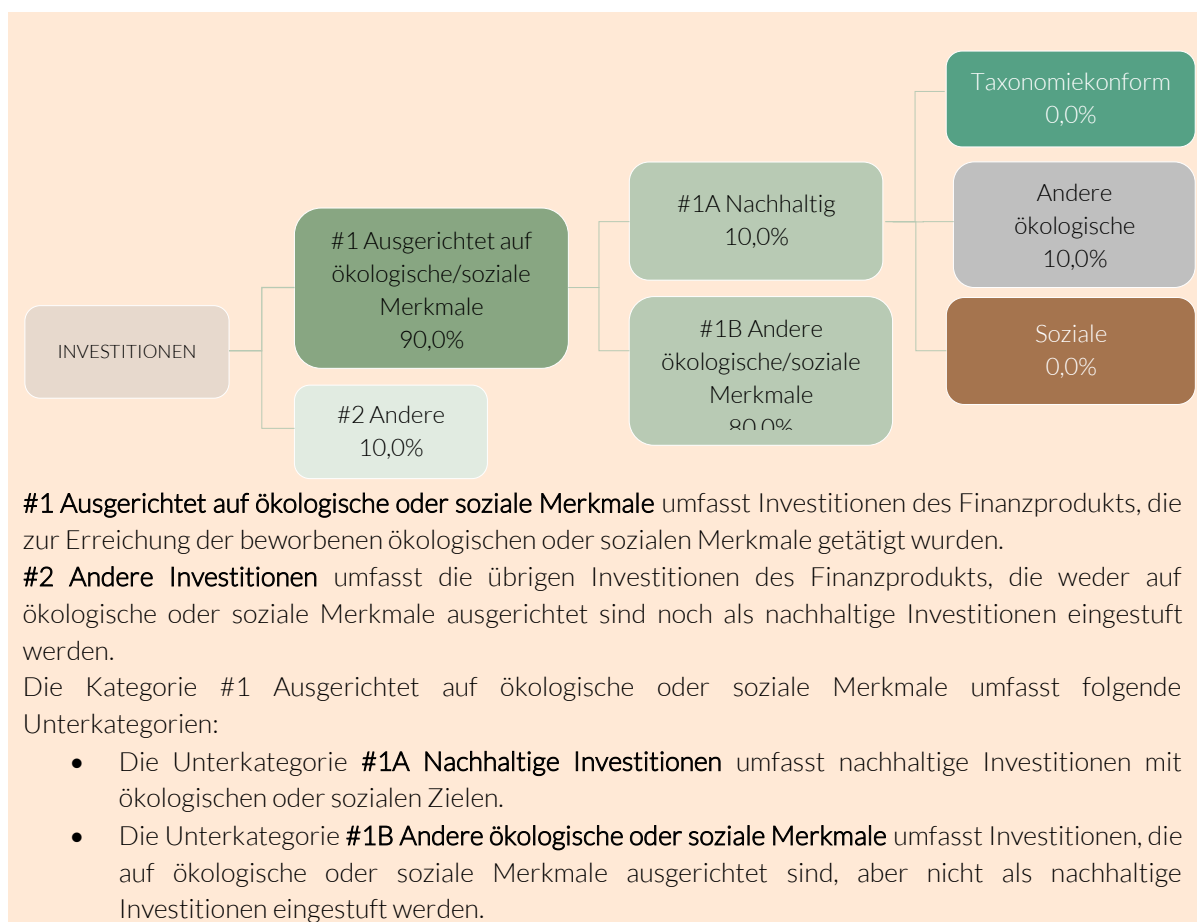 Taxonomiekonform
0,0%
#1A Nachhaltig
10,0%
Andere
ökologische
10,0%
#1 Ausgerichtet auf
ökologische/soziale
Merkmale
90,0%
#1B Andere
ökologische/soziale
Merkmale
80,0%
Soziale
0,0%
INVESTITIONEN
#2 Andere
10,0%
#1 Ausgerichtet auf ökologische oder soziale Merkmale umfasst Investitionen des Finanzprodukts, die
zur Erreichung der beworbenen ökologischen oder sozialen Merkmale getätigt wurden.
#2 Andere Investitionen umfasst die übrigen Investitionen des Finanzprodukts, die weder auf
ökologische oder soziale Merkmale ausgerichtet sind noch als nachhaltige Investitionen eingestuft
werden.
Die Kategorie #1 Ausgerichtet auf ökologische oder soziale Merkmale umfasst folgende
Unterkategorien:
• Die Unterkategorie #1A Nachhaltige Investitionen umfasst nachhaltige Investitionen mit
ökologischen oder sozialen Zielen.
• Die Unterkategorie #1B Andere ökologische oder soziale Merkmale umfasst Investitionen, die
auf ökologische oder soziale Merkmale ausgerichtet sind, aber nicht als nachhaltige
Investitionen eingestuft werden.